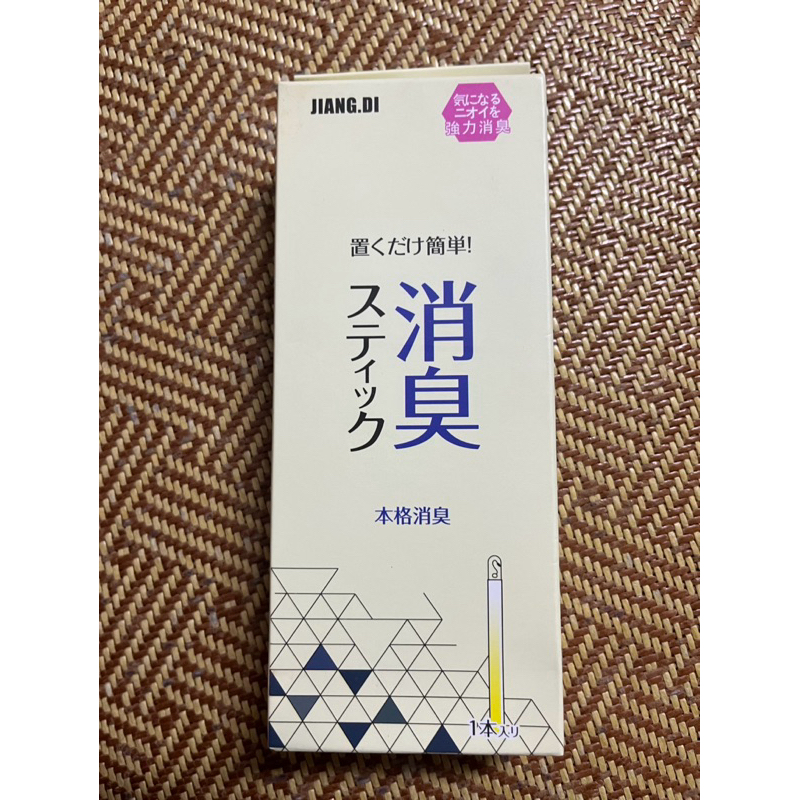 JIANG.DI
気になる
ニオイを
強力消臭
置くだけ簡単!
消臭
スティック
本格消臭
1本入り